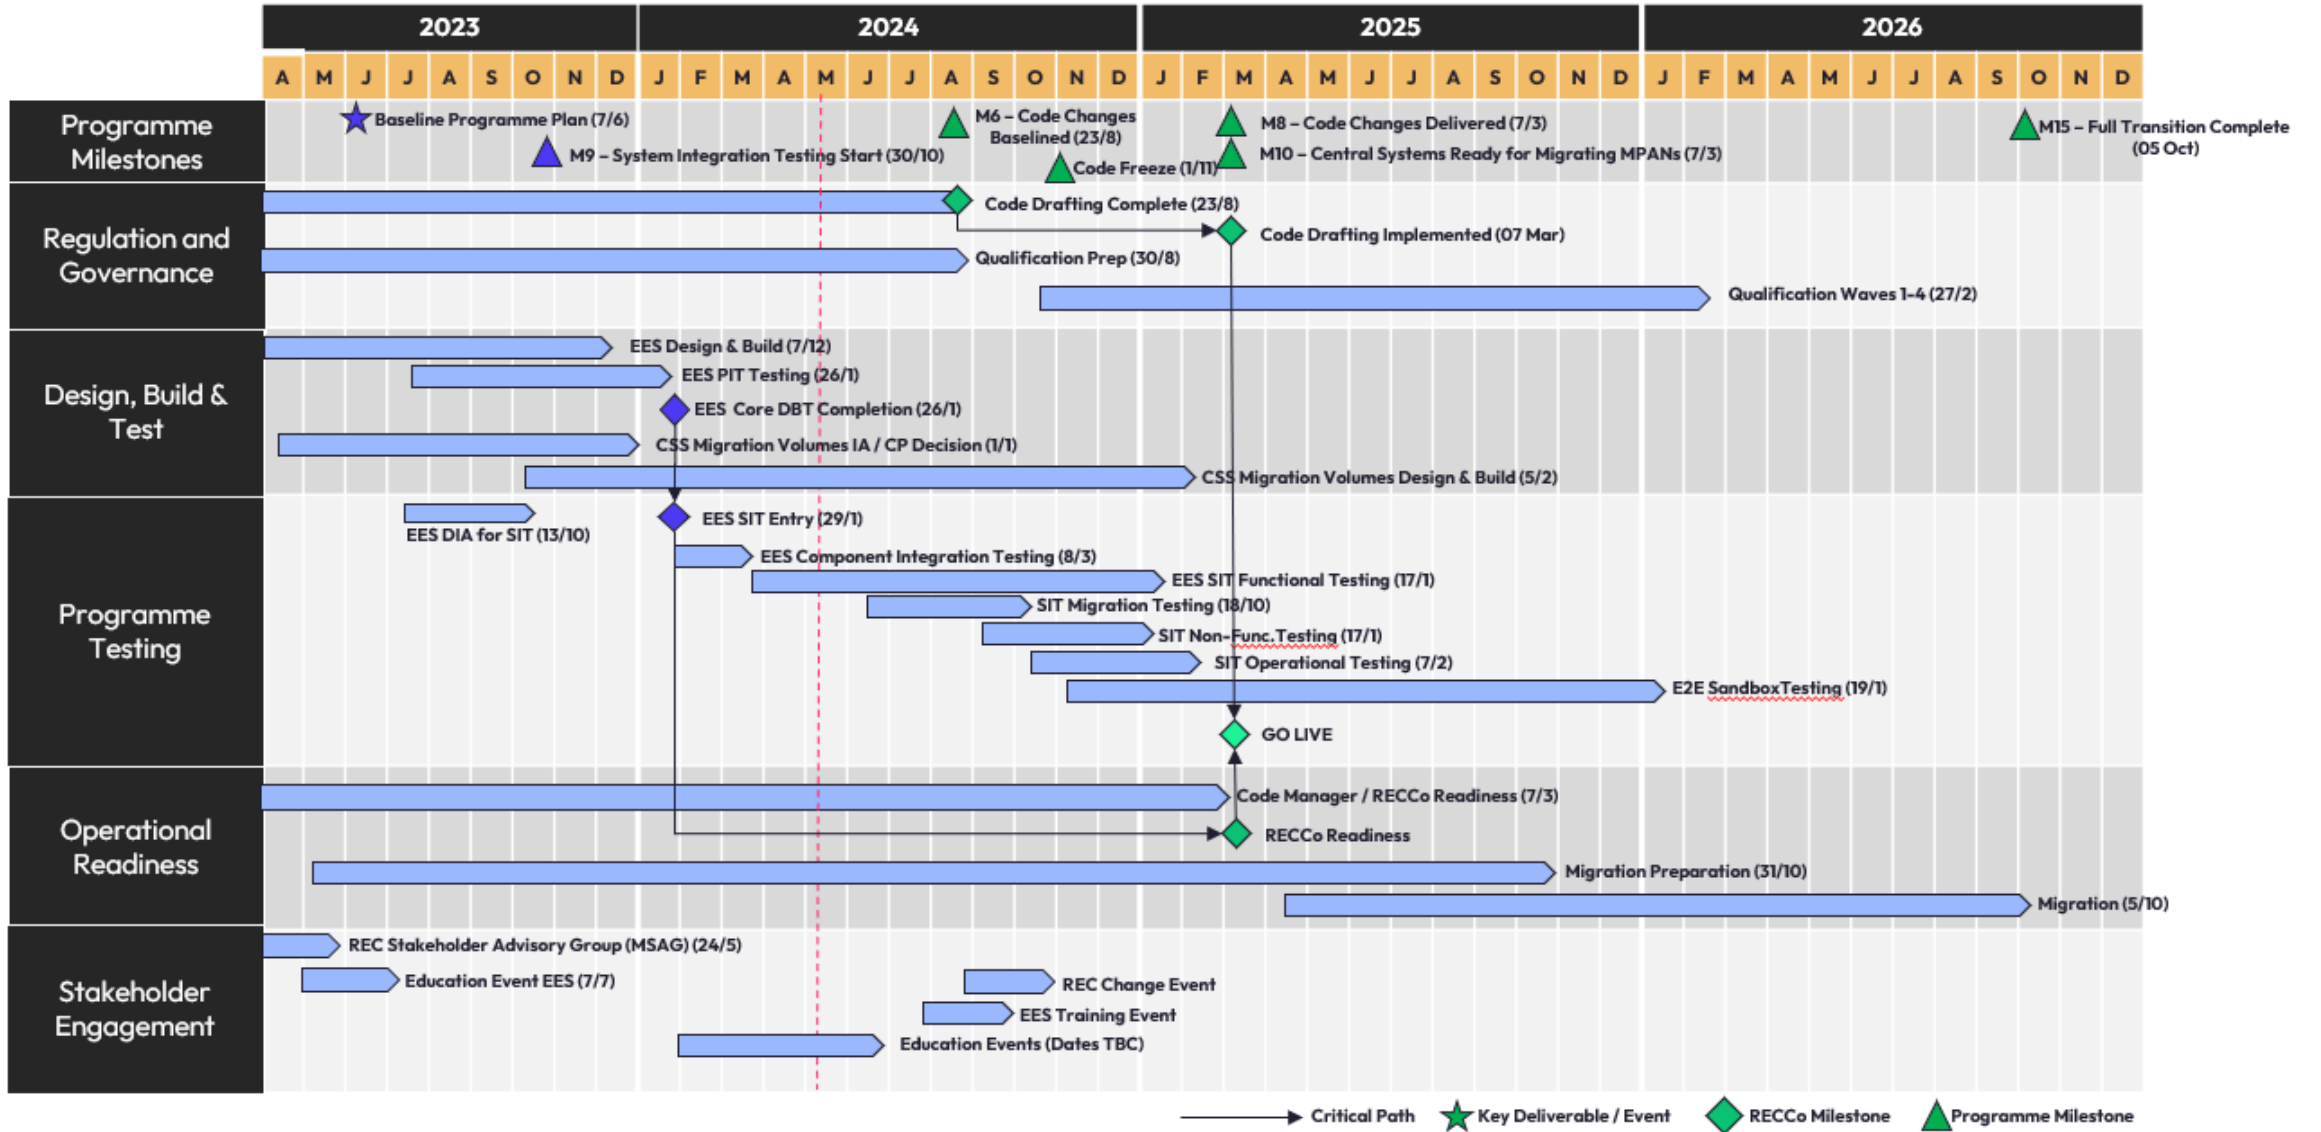 2023 2024 2025 2026
A M J J A S O N D J F M A M J J A S O N D J F M A M J J A S O N D J F M A M J J A S O N D
Programme
Milestones
Baseline Programme Plan (7/6)
M9 – System Integration Testing Start (30/10)
M6 – Code Changes
Baselined (23/8)
Code Freeze (1/11)
M8 – Code Changes Delivered (7/3)
M10 – Central Systems Ready for Migrating MPANs (7/3)
M15 – Full Transition Complete
(05 Oct)
Regulation and
Governance
Code Drafting Complete (23/8)
Code Drafting Implemented (07 Mar)
Qualification Prep (30/8)
Qualification Waves 1-4 (27/2)
Design, Build &
Test
EES Design & Build (7/12)
EES PIT Testing (26/1)
EES Core DBT Completion (26/1)
CSS Migration Volumes IA / CP Decision (1/1)
CSS Migration Volumes Design & Build (5/2)
Programme
Testing
EES DIA for SIT (13/10)
EES SIT Entry (29/1)
EES Component Integration Testing (8/3)
EES SIT Functional Testing (17/1)
SIT Migration Testing (18/10)
SIT Non-Func.Testing (17/1)
SIT Operational Testing (7/2)
E2E SandboxTesting (19/1)
GO LIVE
Operational
Readiness
Code Manager / RECCo Readiness (7/3)
RECCo Readiness
Migration Preparation (31/10)
Migration (5/10)
Stakeholder
Engagement
REC Stakeholder Advisory Group (MSAG) (24/5)
Education Event EES (7/7)
REC Change Event
EES Training Event
Education Events (Dates TBC)
Critical Path
Key Deliverable / Event
RECCo Milestone
Programme Milestone